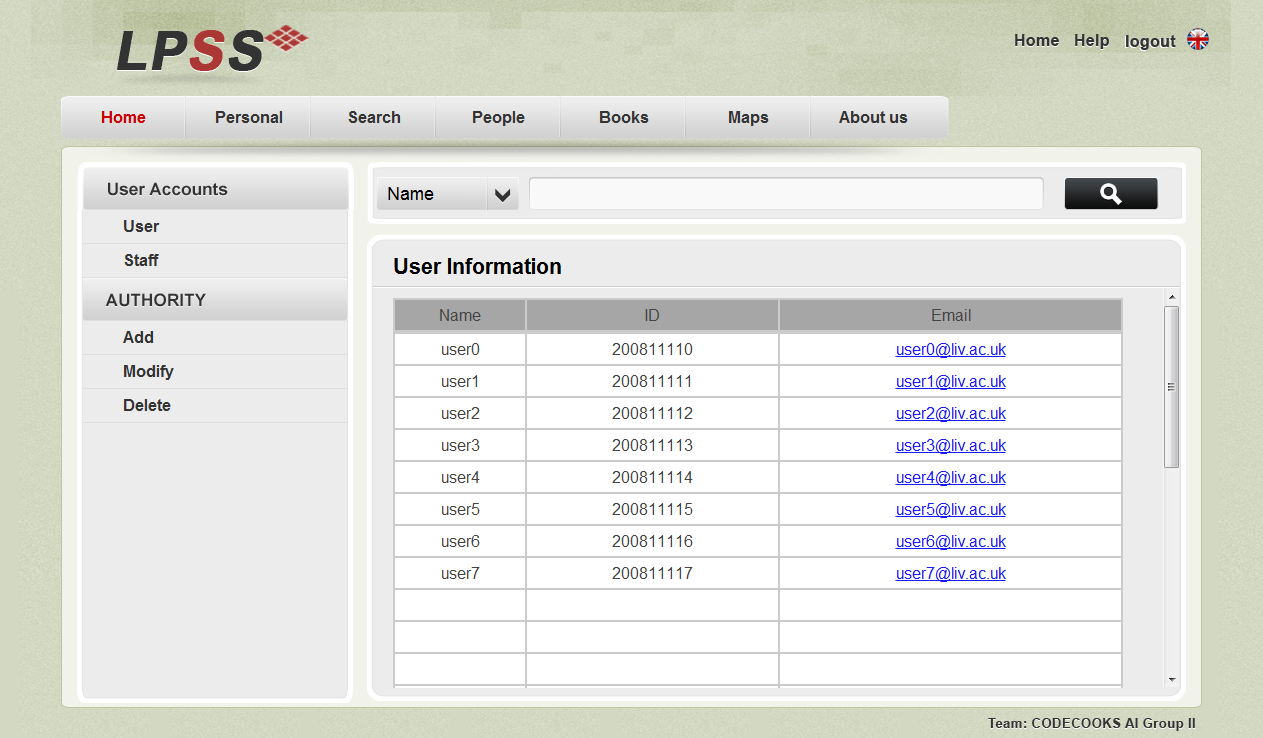 LPSS
Home Help logout
Home Personal Search People Books Maps About us
User Accounts
User
Staff
AUTHORITY
Add
Modify
Delete
Name
User Information
Name ID Email
user0 200811110 user0@liv.ac.uk
user1 200811111 user1@liv.ac.uk
user2 200811112 user2@liv.ac.uk
user3 200811113 user3@liv.ac.uk
user4 200811114 user4@liv.ac.uk
user5 200811115 user5@liv.ac.uk
user6 200811116 user6@liv.ac.uk
user7 200811117 user7@liv.ac.uk
Team: CODECOOKS AI Group II